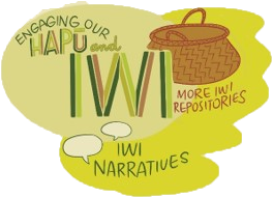 ENGAGING OUR
HAPŪ and
IWI
MORE IWI
REPOSITORIES
IWI
NARRATIVES